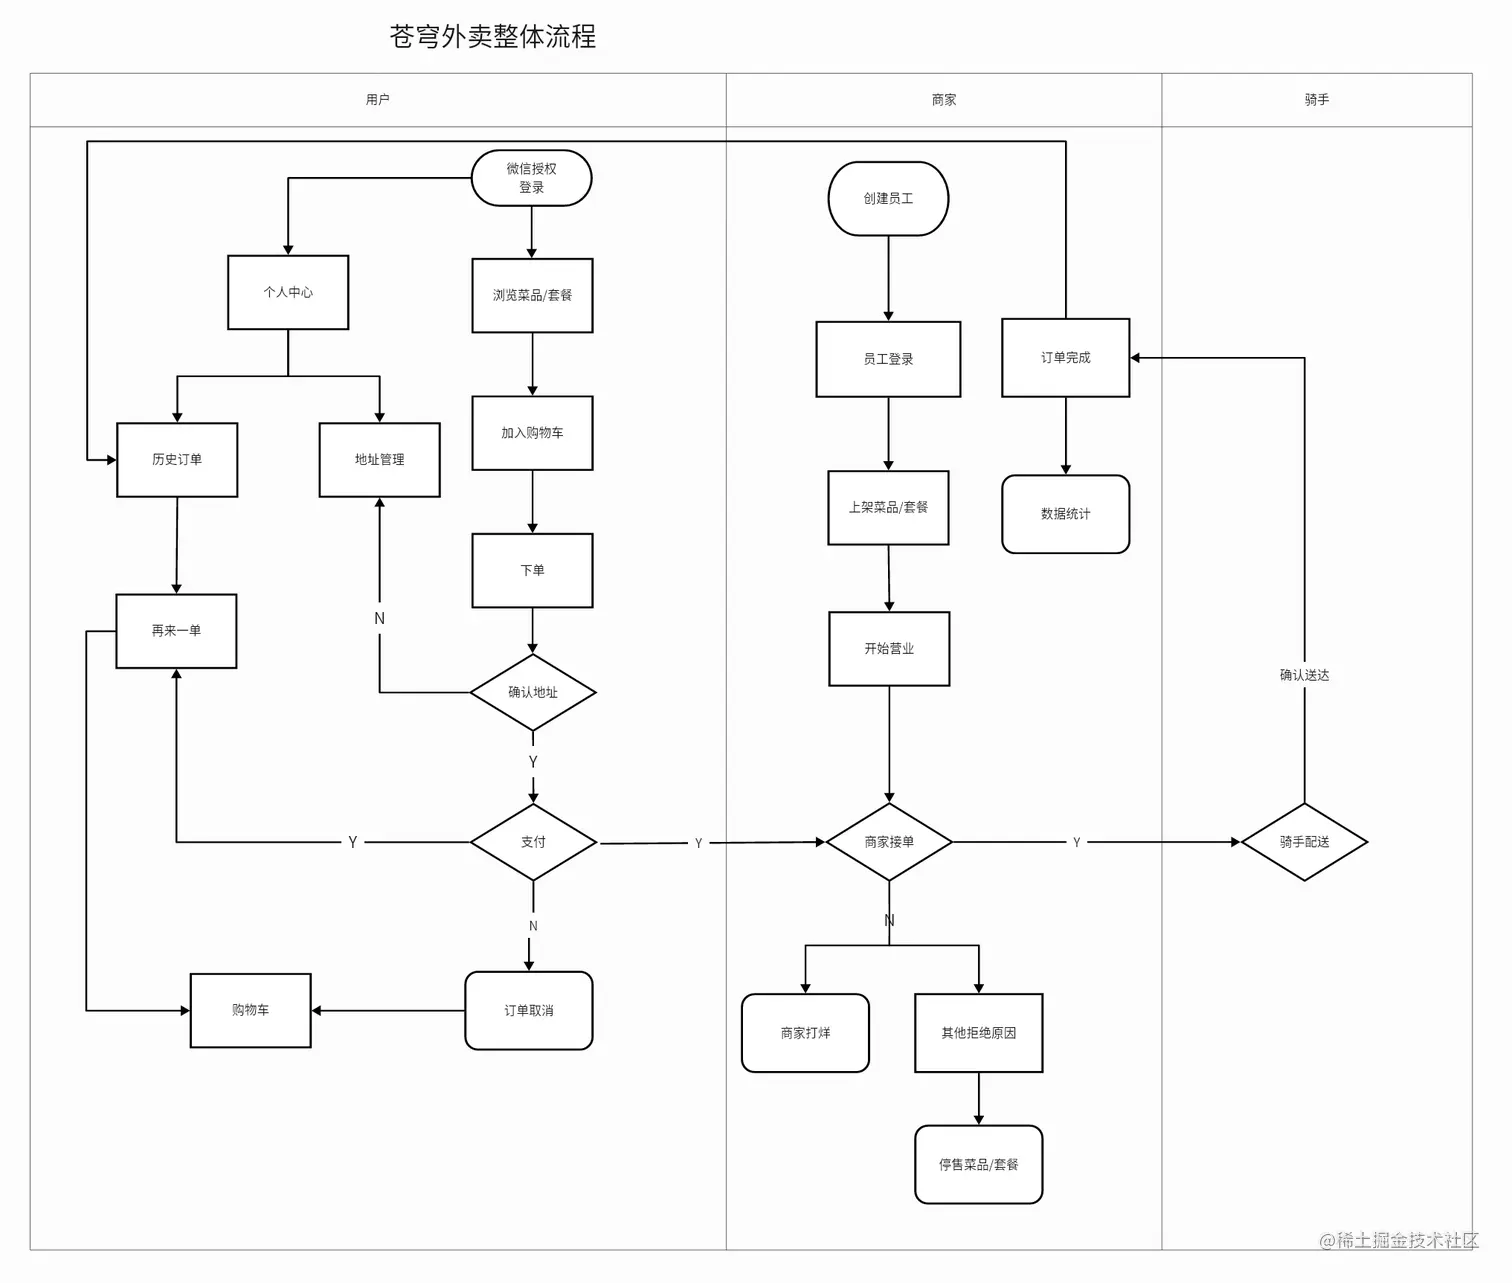 苍穹外卖整体流程
用户
商家
骑手
微信授权
登录
创建员工
个人中心
浏览菜品/套餐
员工登录
订单完成
历史订单
地址管理
加入购物车
上架菜品/套餐
数据统计
下单
N
再来一单
开始营业
确认送达
确认地址
Y
Y
支付
Y
商家接单
Y
骑手配送
N
N
购物车
订单取消
商家打烊
其他拒绝原因
停售菜品/套餐
@稀土掘金技术社区